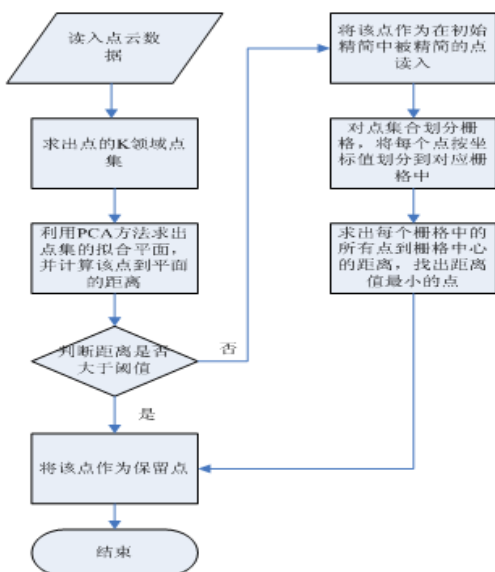 读入点云数
据
求出点的K领域点
集
利用PCA方法求出
点集的拟合平面，
并计算该点到平面
的距离
判断距离是否
大于阈值
否
是
将该点作为保留点
结束
将该点作为在初始
精简中被精简的点
读入
对点集合划分栅
格，将每个点按坐
标值划分到对应栅
格中
求出每个栅格中的
所有点到栅格中心
的距离，找出距离
值最小的点